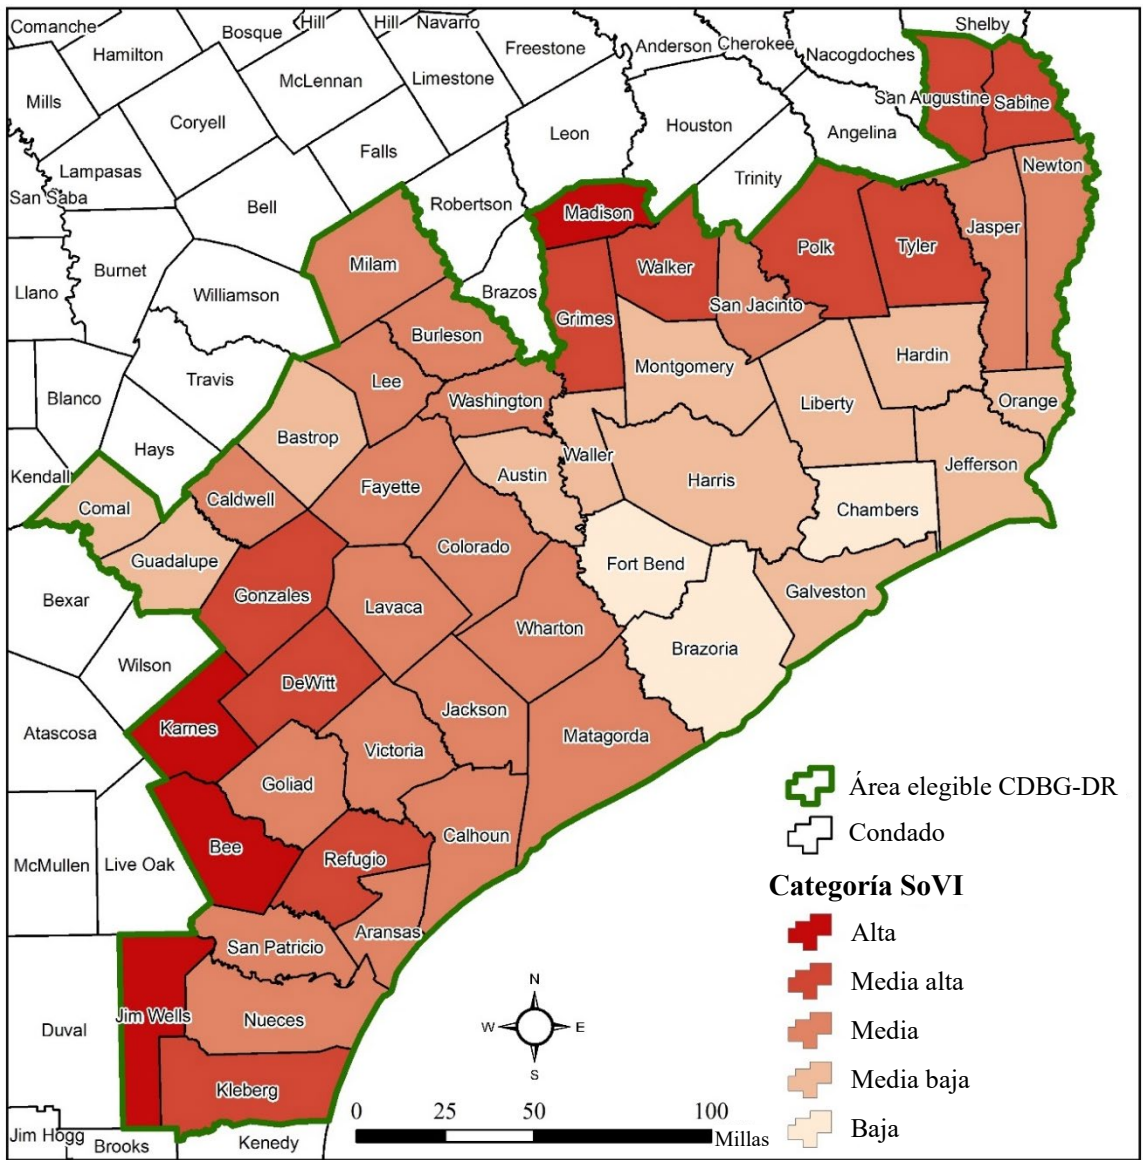 Shelby
Comanche
Hill
Hill
Navarro
Bosque
Hamilton
Freestone
Anderson
Cherokee
Nacogdoches
McLennan
Limestone
Mills
San Augustine
Sabine
Coryell
Leon
Houston
Angelina
Falls
Lampasas
Newton
Trinity
San Saba
Bell
Robertson
Madison
Jasper
Polk
Tyler
Milam
Walker
Burnet
Llano
Williamson
Brazos
San Jacinto
Grimes
Burleson
Hardin
Montgomery
Travis
Lee
Blanco
Washington
Liberty
Orange
Bastrop
Hays
Waller
Jefferson
Kendall
Austin
Harris
Fayette
Caldwell
Comal
Chambers
Colorado
Guadalupe
Fort Bend
Galveston
Bexar
Gonzales
Lavaca
Wharton
Brazoria
Wilson
DeWitt
Jackson
Karnes
Atascosa
Matagorda
Victoria
Goliad
Área elegible CDBG-DR
Calhoun
Condado
Bee
Refugio
McMullen
Live Oak
Categoría SoVI
Aransas
Alta
San Patricio
Media alta
N
Jim Wells
Nueces
Duval
W
E
Media
S
Kleberg
Media baja
0
25
50
100
Millas
Baja
Jim Hogg
Brooks
Kenedy